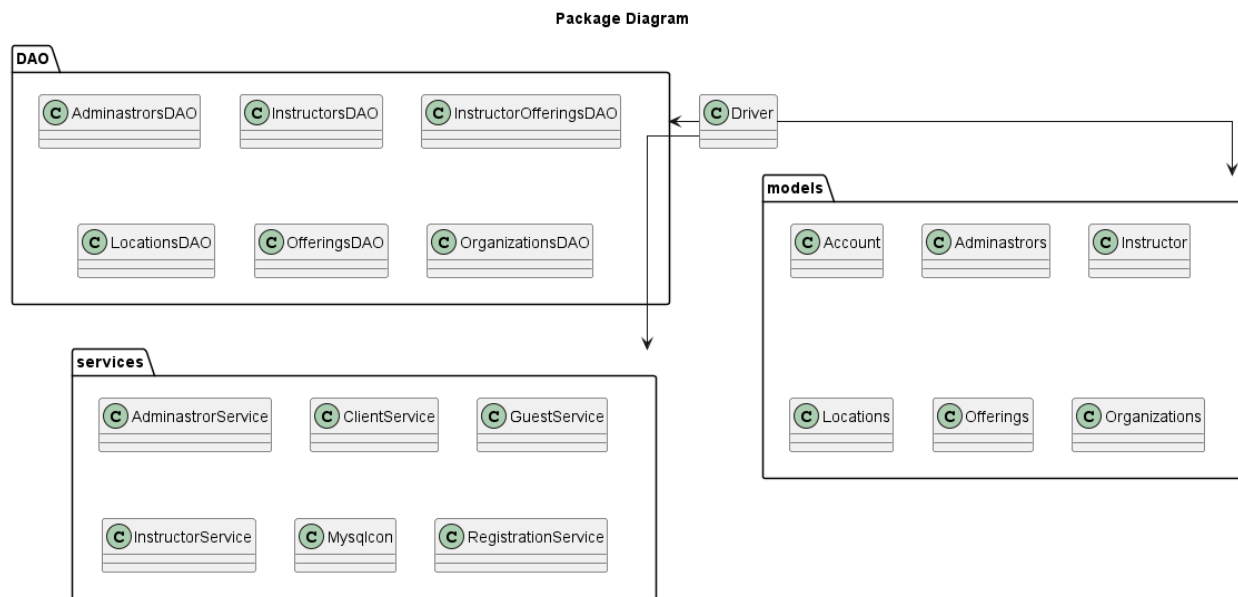 Package Diagram
DAO
C AdminastrorsDAO
C InstructorsDAO
C InstructorOfferingsDAO
C Driver
C LocationsDAO
C OfferingsDAO
C OrganizationsDAO
models
C Account
C Adminastrors
C Instructor
C Locations
C Offerings
C Organizations
services
C AdminastrorService
C ClientService
C GuestService
C InstructorService
C Mysqlcon
C RegistrationService